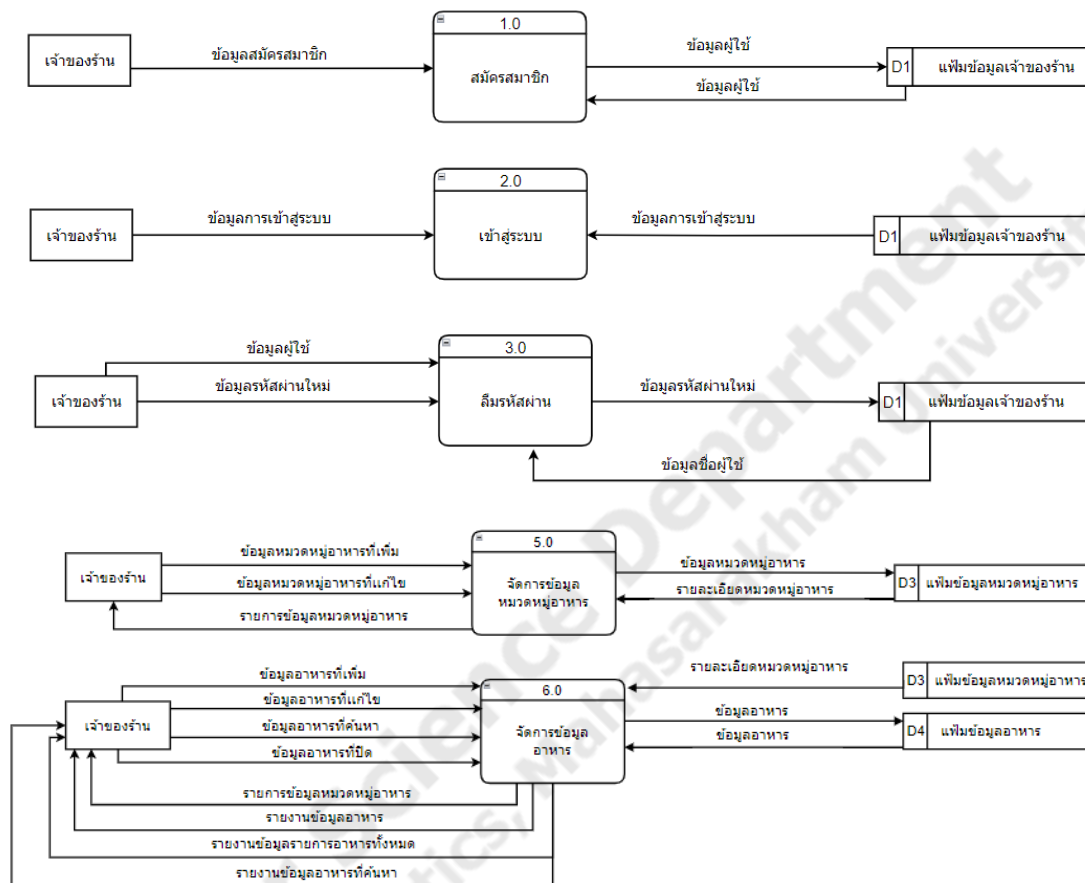 1.0
เจ้าของร้าน
ข้อมูลสมัครสมาชิก
สมัครสมาชิก
ข้อมูลผู้ใช้
ข้อมูลผู้ใช้
D1
แฟ้มข้อมูลเจ้าของร้าน
2.0
เจ้าของร้าน
ข้อมูลการเข้าสู่ระบบ
เข้าสู่ระบบ
ข้อมูลการเข้าสู่ระบบ
D1
แฟ้มข้อมูลเจ้าของร้าน
3.0
เจ้าของร้าน
ข้อมูลผู้ใช้
ข้อมูลรหัสผ่านใหม่
ลืมรหัสผ่าน
ข้อมูลรหัสผ่านใหม่
D1
แฟ้มข้อมูลเจ้าของร้าน
ข้อมูลชื่อผู้ใช้
5.0
เจ้าของร้าน
ข้อมูลหมวดหมู่อาหารที่เพิ่ม
ข้อมูลหมวดหมู่อาหารที่แก้ไข
รายการข้อมูลหมวดหมู่อาหาร
จัดการข้อมูล
หมวดหมู่อาหาร
ข้อมูลหมวดหมู่อาหาร
รายละเอียดหมวดหมู่อาหาร
D3
แฟ้มข้อมูลหมวดหมู่อาหาร
6.0
เจ้าของร้าน
ข้อมูลอาหารที่เพิ่ม
ข้อมูลอาหารที่แก้ไข
ข้อมูลอาหารที่ค้นหา
ข้อมูลอาหารที่ปิด
จัดการข้อมูล
อาหาร
รายละเอียดหมวดหมู่อาหาร
D3
แฟ้มข้อมูลหมวดหมู่อาหาร
ข้อมูลอาหาร
ข้อมูลอาหาร
D4
แฟ้มข้อมูลอาหาร
รายการข้อมูลหมวดหมู่อาหาร
รายงานข้อมูลอาหาร
รายงานข้อมูลรายการอาหารทั้งหมด
รายงานข้อมูลอาหารที่ค้นหา
Science Department
Mahasarakham